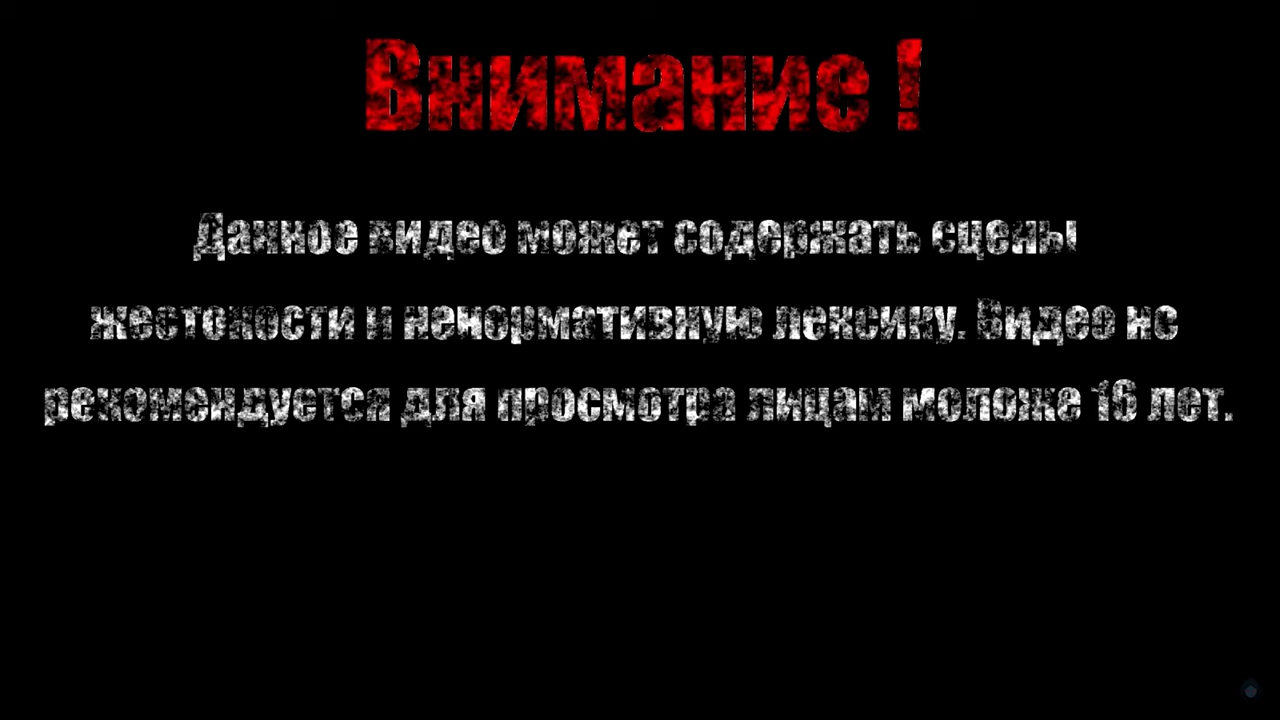 Внимание !
Данное видео может содержать сцены
жестокости и ненормативную лексику. Видео не
рекомендуется для просмотра лицам моложе 16 лет.